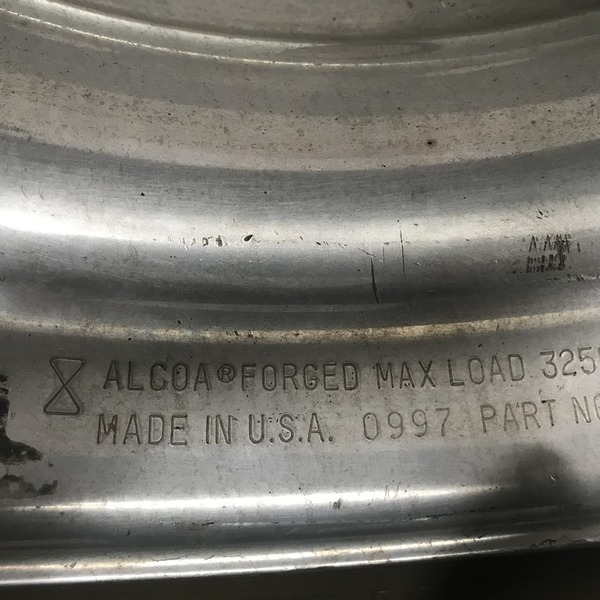 ALCOA® FORGED MAX LOAD 325
MADE IN U.S.A. 0997 PART NO